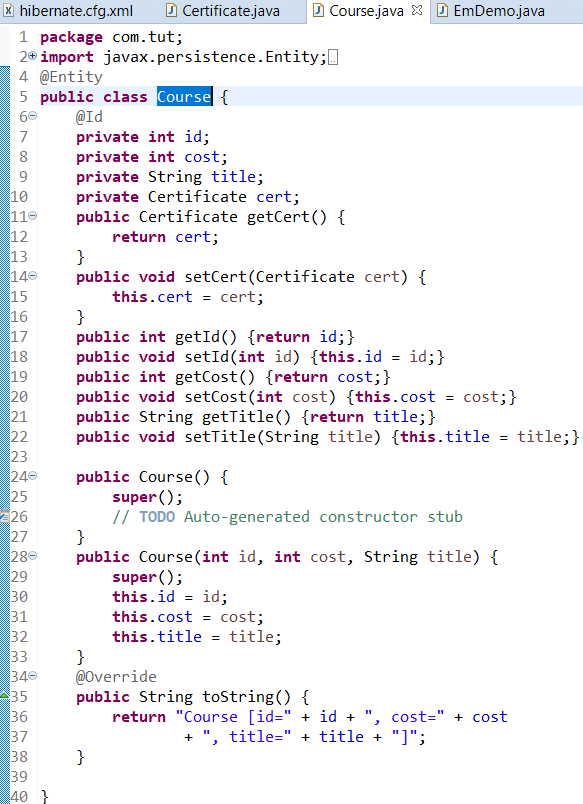 hibernate.cfg.xml Certificate.java Course.java EmDemo.java
1 package com.tut;
2 import javax.persistence.Entity;
4 @Entity
5 public class Course {
6 @Id
7 private int id;
8 private int cost;
9 private String title;
10 private Certificate cert;
11 public Certificate getCert() {
12 return cert;
13 }
14 public void setCert(Certificate cert) {
15 this.cert = cert;
16 }
17 public int getId() {return id;}
18 public void setId(int id) {this.id = id;}
19 public int getCost() {return cost;}
20 public void setCost(int cost) {this.cost = cost;}
21 public String getTitle() {return title;}
22 public void setTitle(String title) {this.title = title;}
23
24 public Course() {
25 super();
26 // TODO Auto-generated constructor stub
27 }
28 public Course(int id, int cost, String title) {
29 super();
30 this.id = id;
31 this.cost = cost;
32 this.title = title;
33 }
34 @Override
35 public String toString() {
36 return "Course [id=" + id + ", cost=" + cost
37 + ", title=" + title + "]";
38 }
39
40 }